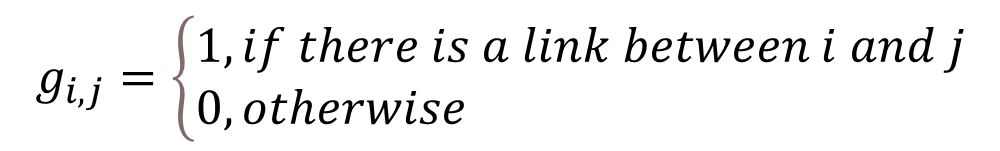 g_{i,j} = { 1, if there is a link between i and j
0, otherwise